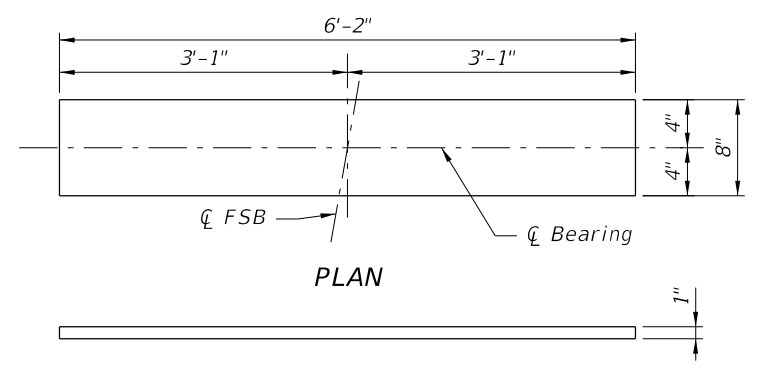 6'-2"
3'-1"
3'-1"
4"
8"
4"
℄ FSB
℄ Bearing
PLAN
1"